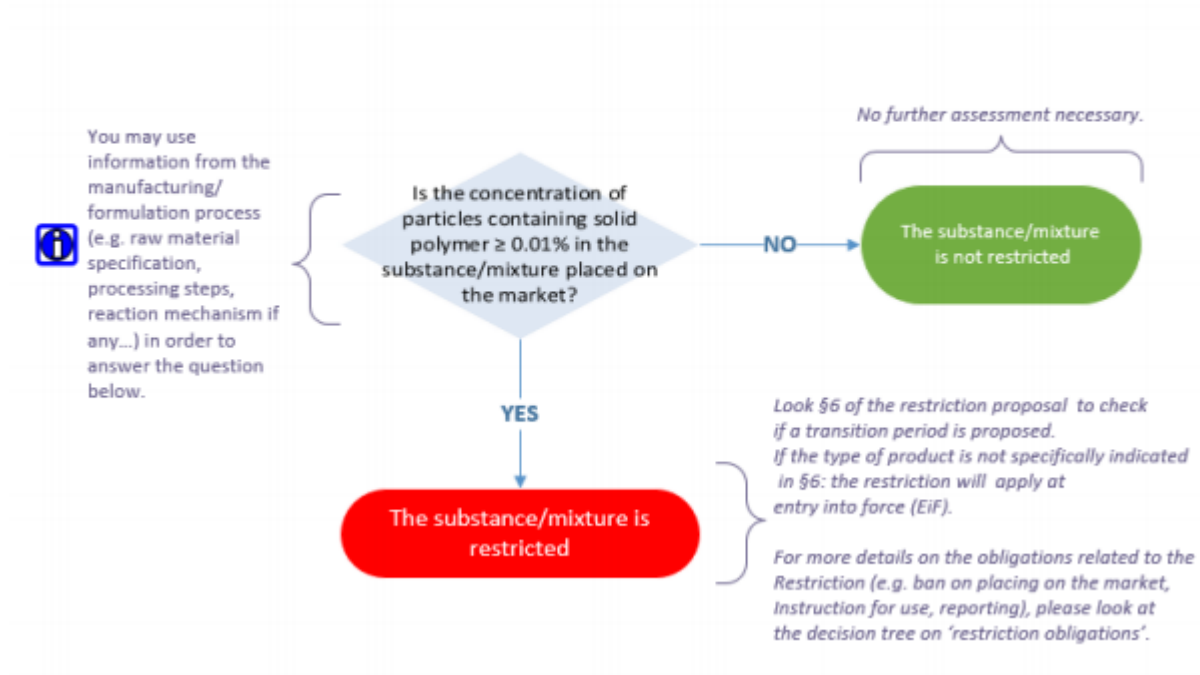 You may use
information from the
manufacturing/
formulation process
(e.g. raw material
specification,
processing steps,
reaction mechanism if
any…) in order to
answer the question
below.
Is the concentration of
particles containing solid
polymer ≥ 0.01% in the
substance/mixture placed on
the market?
NO
No further assessment necessary.
The substance/mixture
is not restricted
YES
The substance/mixture is
restricted
Look §6 of the restriction proposal to check
if a transition period is proposed.
If the type of product is not specifically indicated
in §6: the restriction will apply at
entry into force (EiF).
For more details on the obligations related to the
Restriction (e.g. ban on placing on the market,
Instruction for use, reporting), please look at
the decision tree on ‘restriction obligations’.